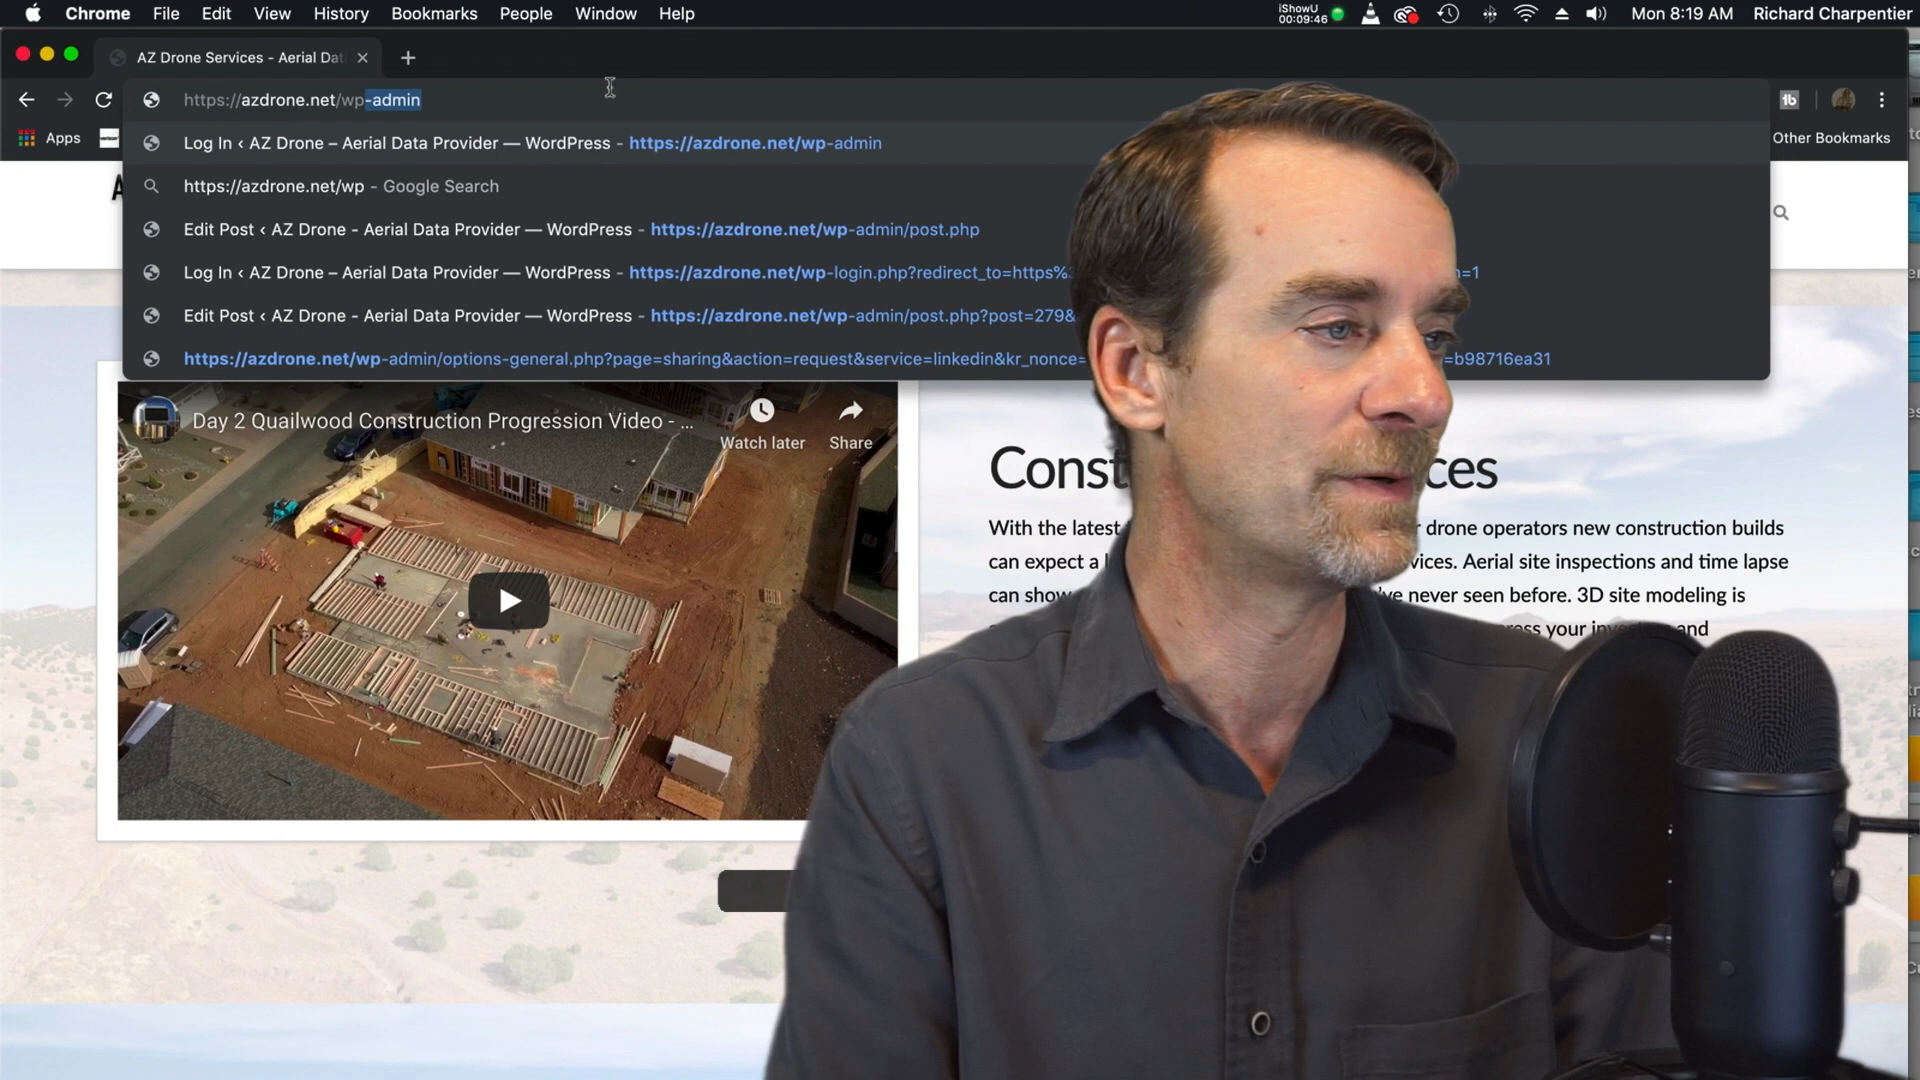 Chrome File Edit View History Bookmarks People Window Help iShowU 00:09:46 Mon 8:19 AM Richard Charpentier
AZ Drone Services - Aerial Dat
https://azdrone.net/wp-admin
Apps verizon Other Bookmarks
Log In ‹ AZ Drone – Aerial Data Provider — WordPress - https://azdrone.net/wp-admin
https://azdrone.net/wp - Google Search
Edit Post ‹ AZ Drone - Aerial Data Provider — WordPress - https://azdrone.net/wp-admin/post.php
Log In ‹ AZ Drone – Aerial Data Provider — WordPress - https://azdrone.net/wp-login.php?redirect_to=https% =1
Edit Post ‹ AZ Drone - Aerial Data Provider — WordPress - https://azdrone.net/wp-admin/post.php?post=279&
https://azdrone.net/wp-admin/options-general.php?page=sharing&action=request&service=linkedin&kr_nonce= =b98716ea31
Day 2 Quailwood Construction Progression Video - ...
Watch later Share
Const ces
With the latest drone operators new construction builds
can expect a vices. Aerial site inspections and time lapse
can show 've never seen before. 3D site modeling is
your and